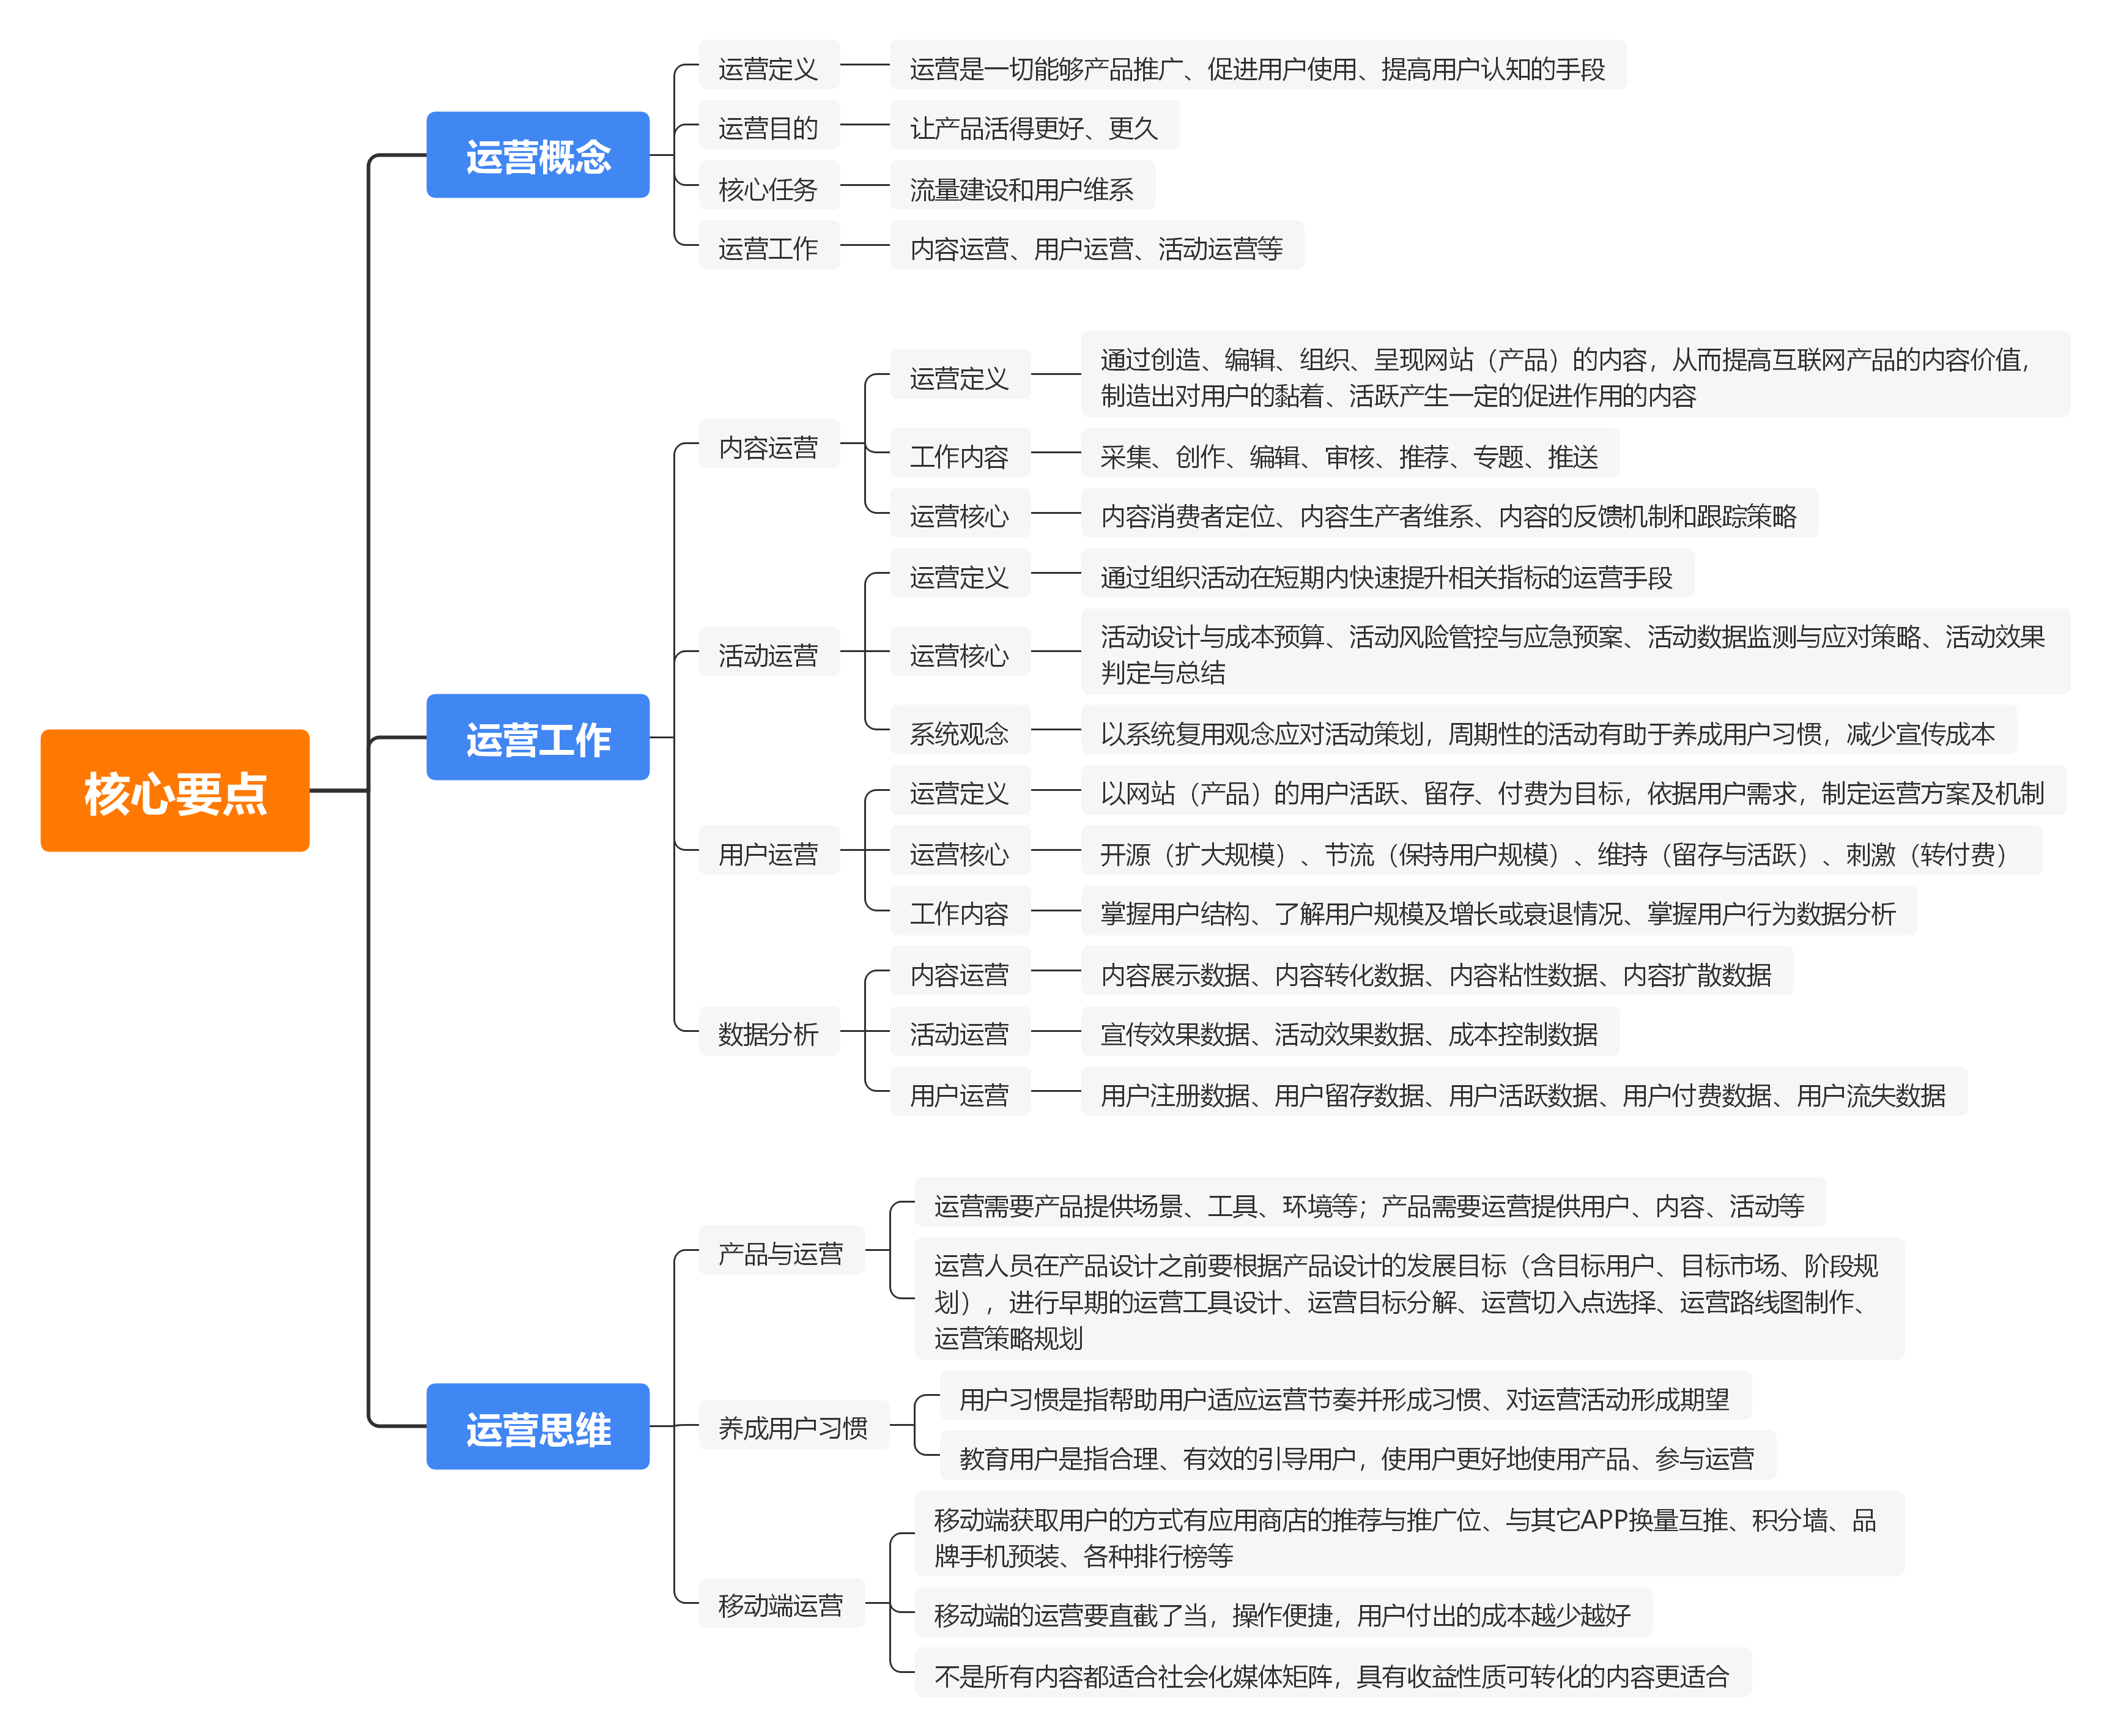 核心要点
运营概念
运营定义
运营是一切能够产品推广、促进用户使用、提高用户认知的手段
运营目的
让产品活得更好、更久
核心任务
流量建设和用户维系
运营工作
内容运营、用户运营、活动运营等
运营工作
内容运营
运营定义
通过创造、编辑、组织、呈现网站（产品）的内容，从而提高互联网产品的内容价值，
制造出对用户的黏着、活跃产生一定的促进作用的内容
工作内容
采集、创作、编辑、审核、推荐、专题、推送
运营核心
内容消费者定位、内容生产者维系、内容的反馈机制和跟踪策略
活动运营
运营定义
通过组织活动在短期内快速提升相关指标的运营手段
运营核心
活动设计与成本预算、活动风险管控与应急预案、活动数据监测与应对策略、活动效果
判定与总结
系统观念
以系统复用观念应对活动策划，周期性的活动有助于养成用户习惯，减少宣传成本
用户运营
运营定义
以网站（产品）的用户活跃、留存、付费为目标，依据用户需求，制定运营方案及机制
运营核心
开源（扩大规模）、节流（保持用户规模）、维持（留存与活跃）、刺激（转付费）
工作内容
掌握用户结构、了解用户规模及增长或衰退情况、掌握用户行为数据分析
数据分析
内容运营
内容展示数据、内容转化数据、内容粘性数据、内容扩散数据
活动运营
宣传效果数据、活动效果数据、成本控制数据
用户运营
用户注册数据、用户留存数据、用户活跃数据、用户付费数据、用户流失数据
运营思维
产品与运营
运营需要产品提供场景、工具、环境等；产品需要运营提供用户、内容、活动等
运营人员在产品设计之前要根据产品设计的发展目标（含目标用户、目标市场、阶段规
划），进行早期的运营工具设计、运营目标分解、运营切入点选择、运营路线图制作、
运营策略规划
养成用户习惯
用户习惯是指帮助用户适应运营节奏并形成习惯、对运营活动形成期望
教育用户是指合理、有效的引导用户，使用户更好地使用产品、参与运营
移动端运营
移动端获取用户的方式有应用商店的推荐与推广位、与其它APP换量互推、积分墙、品
牌手机预装、各种排行榜等
移动端的运营要直截了当，操作便捷，用户付出的成本越少越好
不是所有内容都适合社会化媒体矩阵，具有收益性质可转化的内容更适合